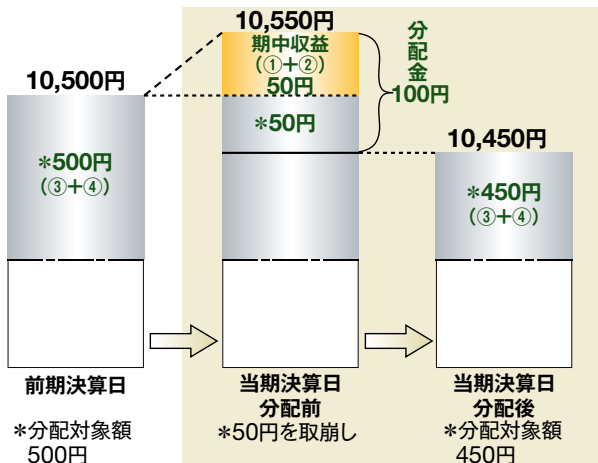 10,500円
*500円
(③+④)
前期決算日
*分配対象額
500円
10,550円
期中収益
(①+②)
50円
*50円
分配金
100円
当期決算日
分配前
*50円を取崩し
10,450円
*450円
(③+④)
当期決算日
分配後
*分配対象額
450円